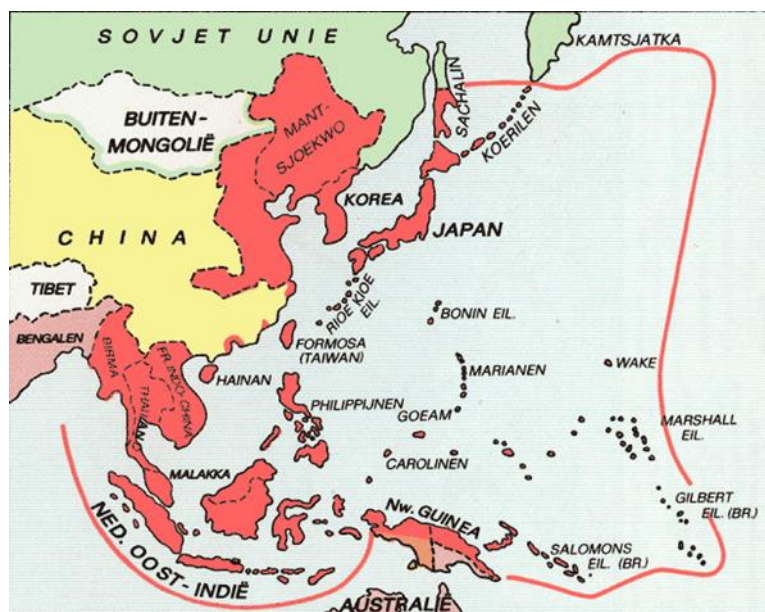 SOVJET UNIE
KAMTSJATKA
BUITEN-
MONGOLIË
MANT-
SJOEKWO
SACHALIN
KOERILEN
KOREA
JAPAN
CHINA
TIBET
BENGALEN
BIRMA
THAILAND
FR. INDO-CHINA
RIOE KIOE
EIL.
BONIN EIL.
FORMOSA
(TAIWAN)
HAINAN
MARIANEN
WAKE
PHILIPPIJNEN
GOEAM
MARSHALL
EIL.
CAROLINEN
MALAKKA
GILBERT
EIL. (BR.)
NED. OOST-INDIË
Nw. GUINEA
SALOMONS
EIL. (BR.)
AUSTRALIË